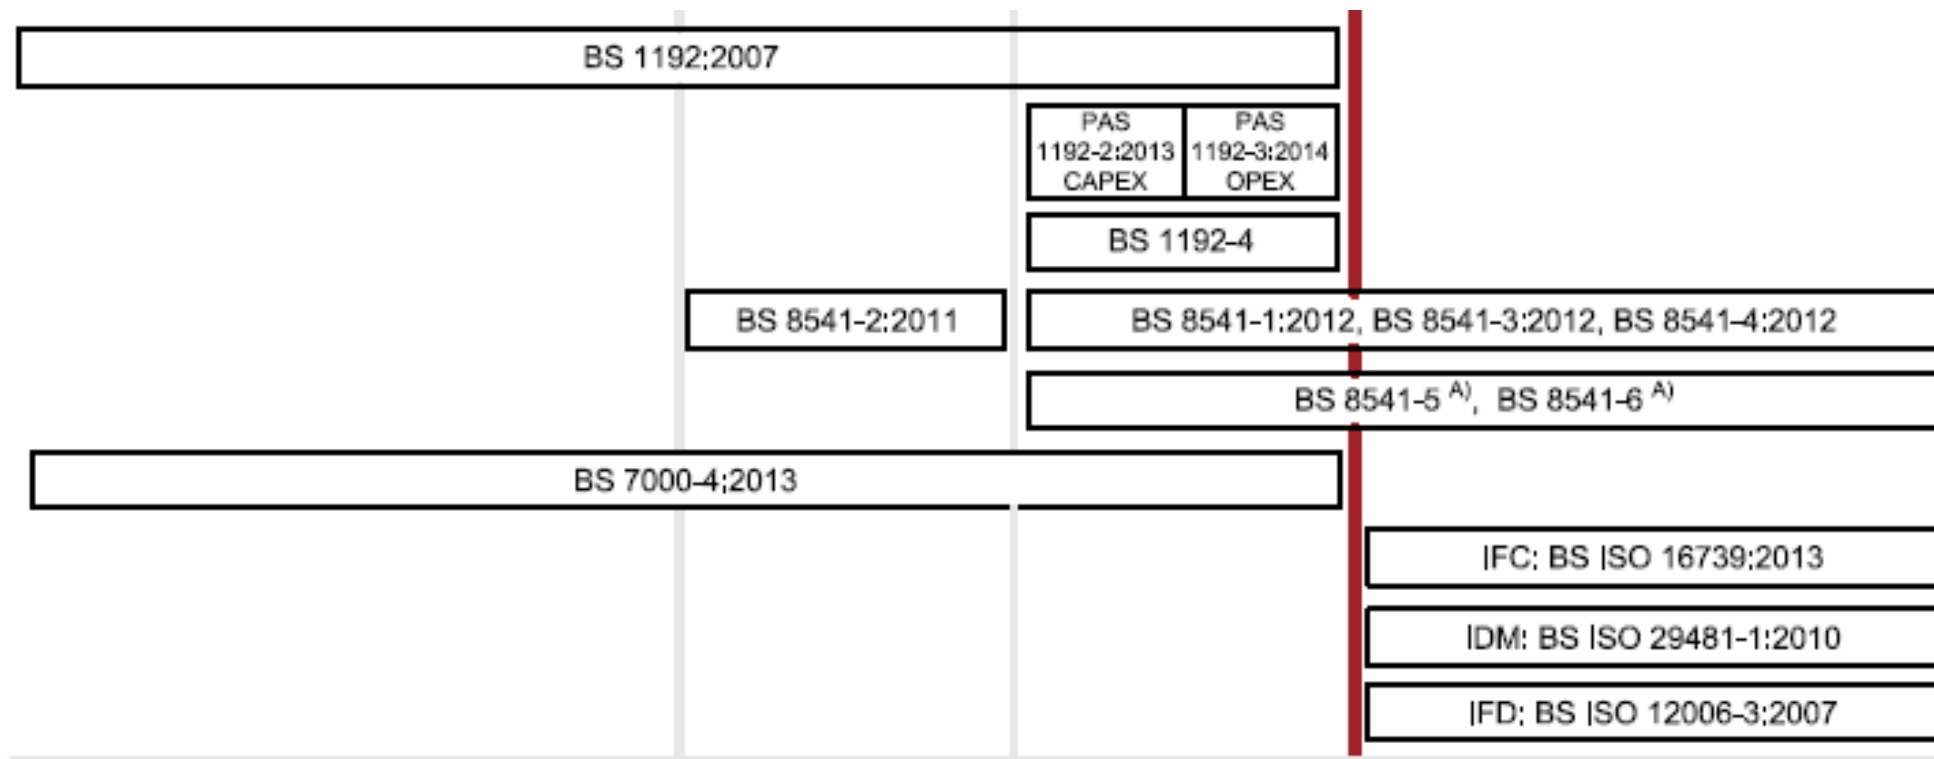 BS 1192:2007
PAS
1192-2:2013
CAPEX
PAS
1192-3:2014
OPEX
BS 1192-4
BS 8541-2:2011
BS 8541-1:2012, BS 8541-3:2012, BS 8541-4:2012
BS 8541-5 A), BS 8541-6 A)
BS 7000-4:2013
IFC: BS ISO 16739:2013
IDM: BS ISO 29481-1:2010
IFD: BS ISO 12006-3:2007